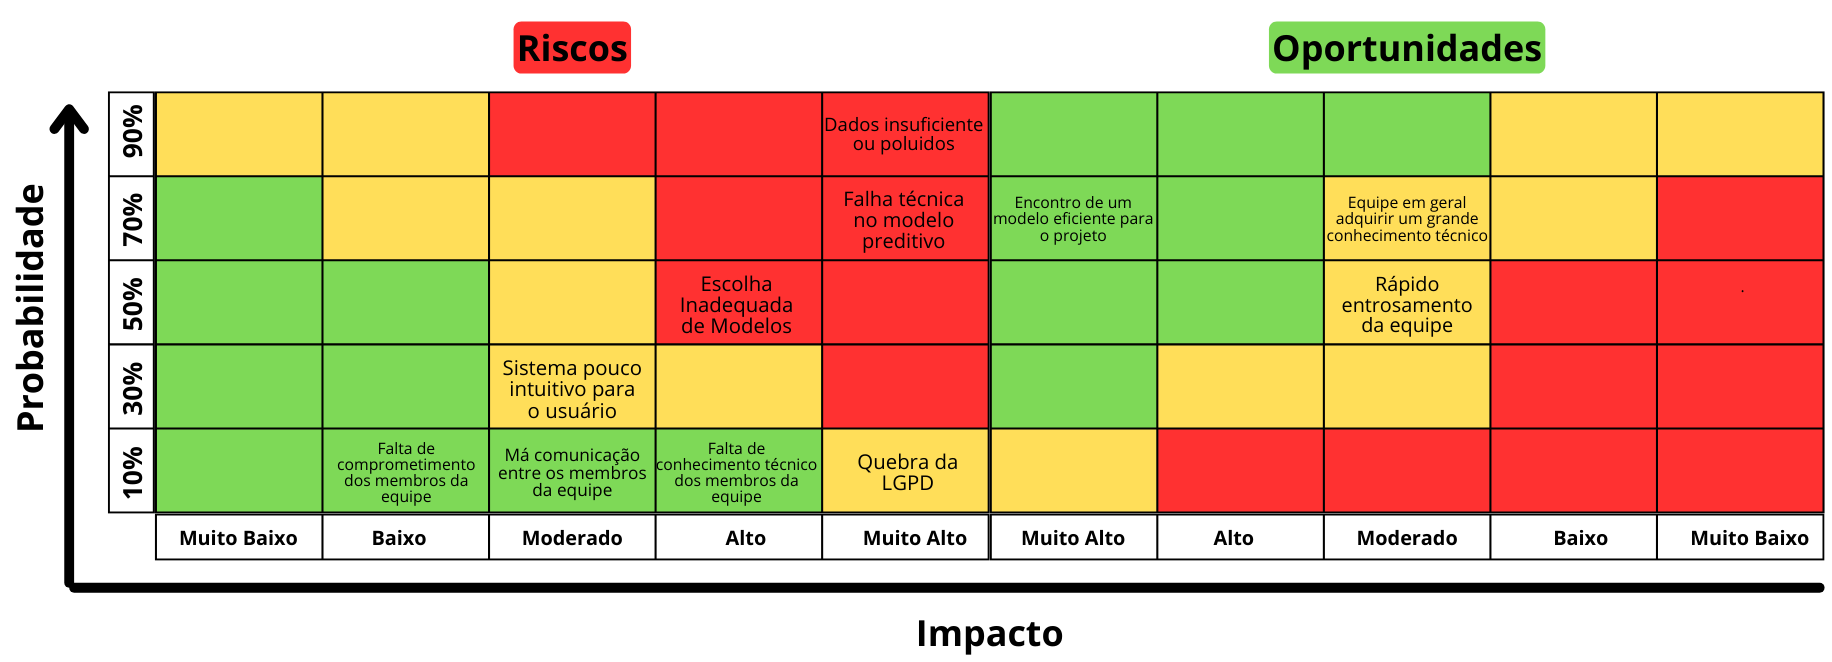 Riscos
Oportunidades
Probabilidade
90%
Dados insuficiente
ou poluidos
70%
Falha técnica
no modelo
preditivo
Encontro de um
modelo eficiente para
o projeto
Equipe em geral
adquirir um grande
conhecimento técnico
50%
Escolha
Inadequada
de Modelos
Rápido
entrosamento
da equipe
.
30%
Sistema pouco
intuitivo para
o usuário
10%
Falta de
comprometimento
dos membros da
equipe
Má comunicação
entre os membros
da equipe
Falta de
conhecimento técnico
dos membros da
equipe
Quebra da
LGPD
Muito Baixo
Baixo
Moderado
Alto
Muito Alto
Muito Alto
Alto
Moderado
Baixo
Muito Baixo
Impacto